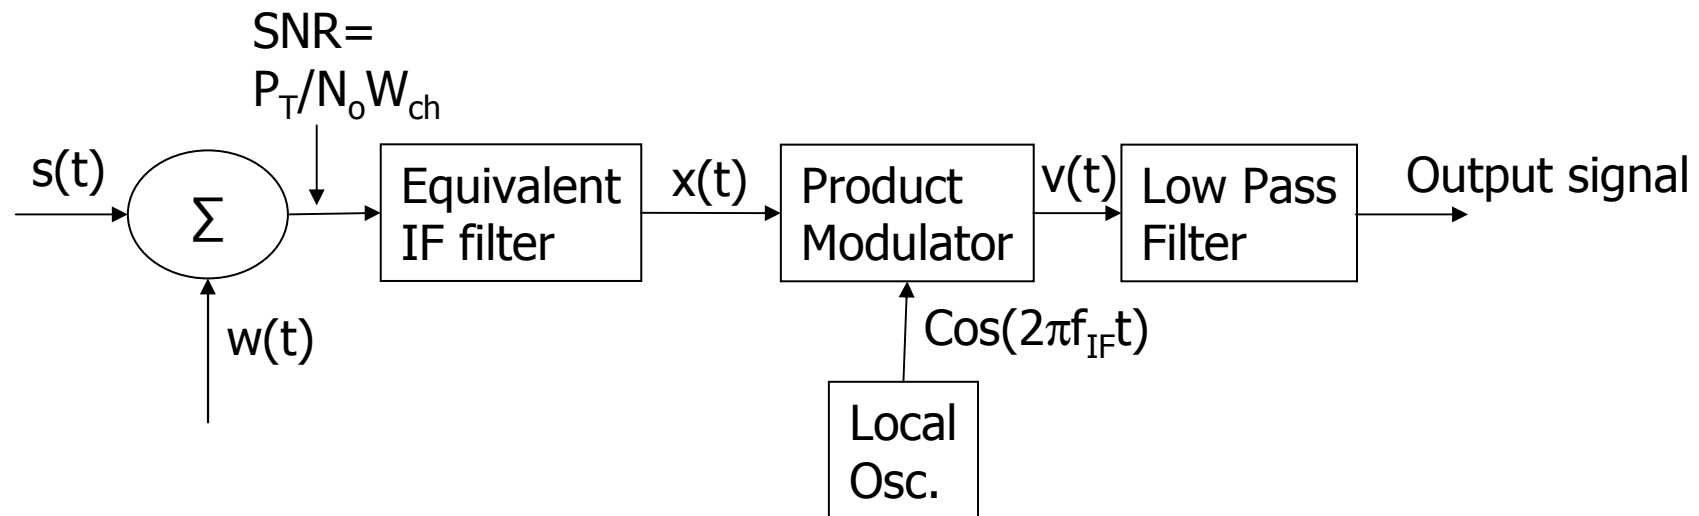 SNR=
P_T/N_oW_ch
s(t)
Σ
w(t)
Equivalent
IF filter
x(t)
Product
Modulator
v(t)
Low Pass
Filter
Output signal
Cos(2πf_IFt)
Local
Osc.